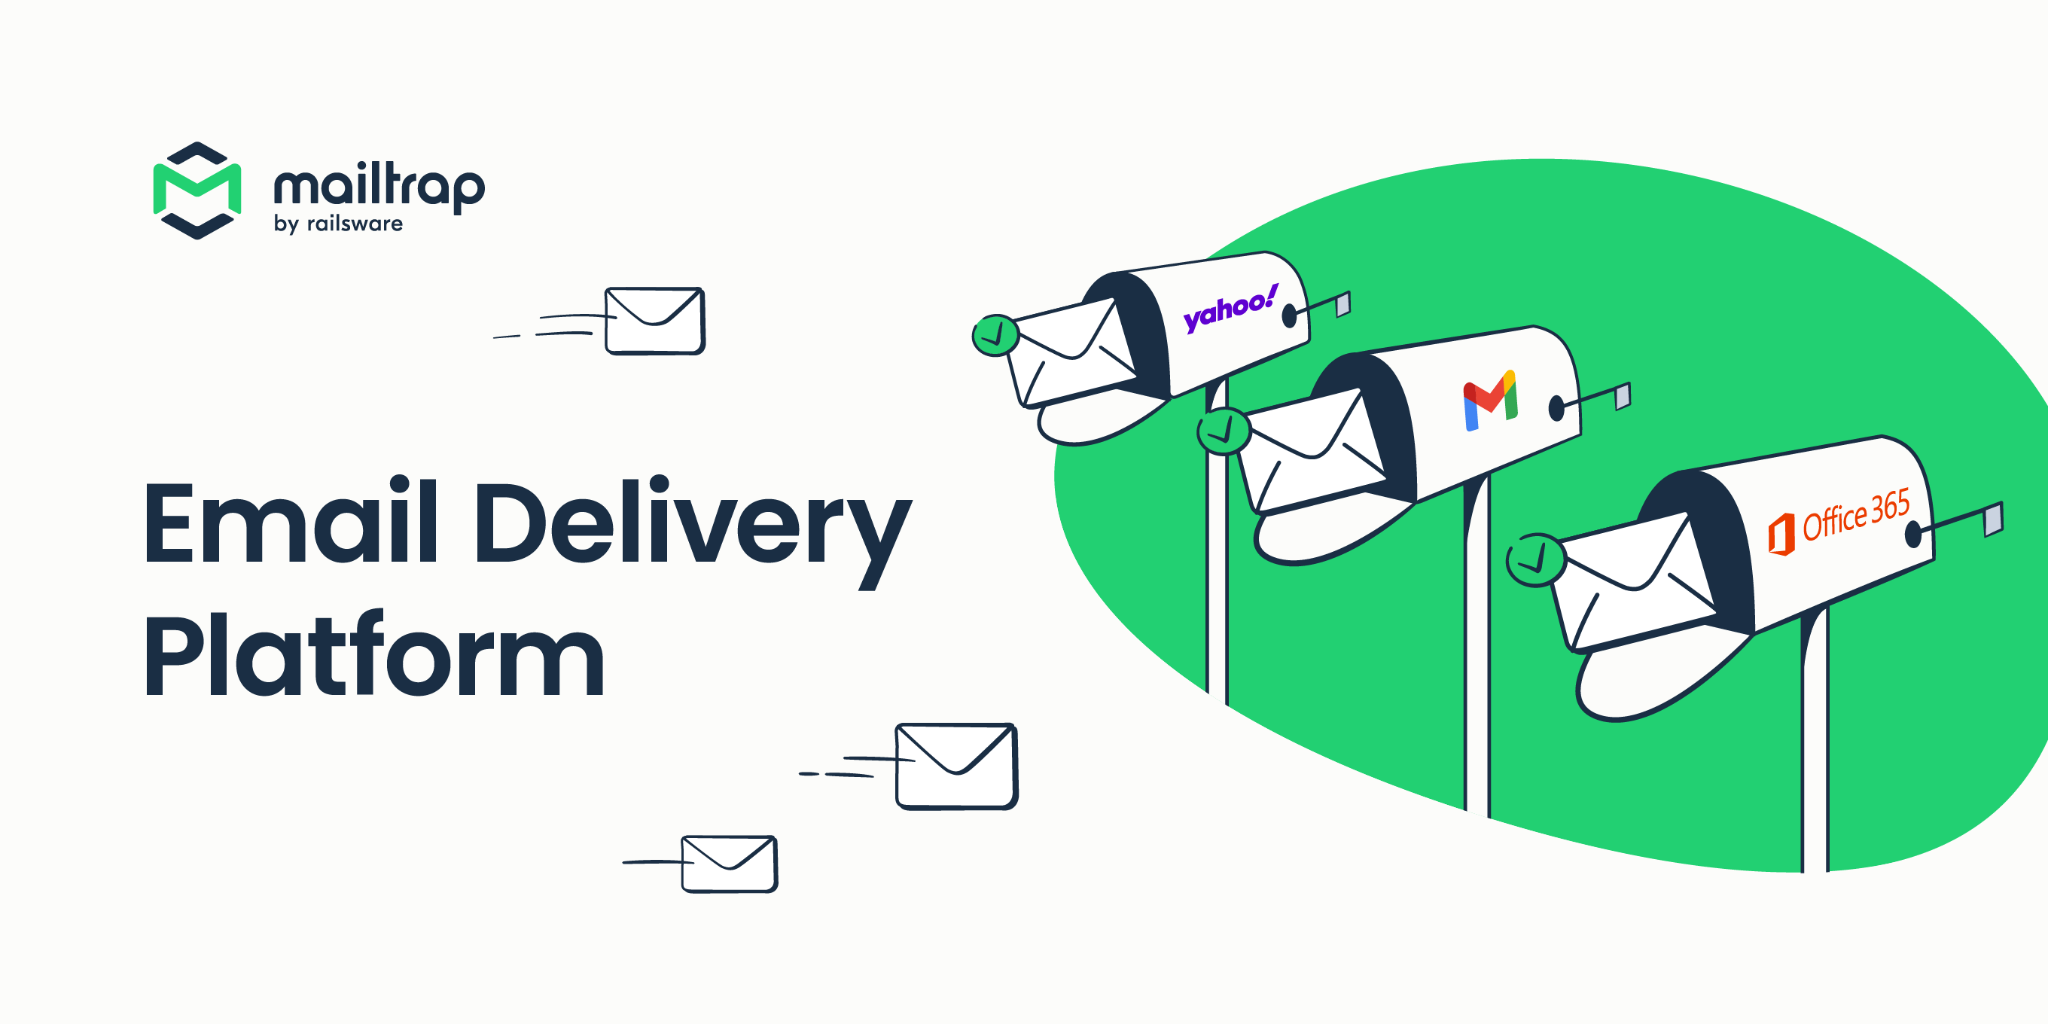 mailtrap
by railsware
Email Delivery
Platform
yahoo!
Office 365